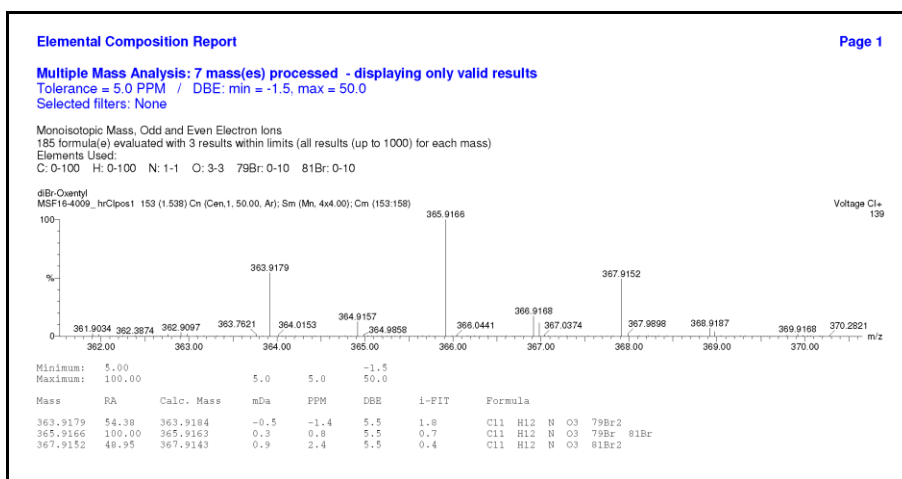 Elemental Composition Report Page 1
Multiple Mass Analysis: 7 mass(es) processed - displaying only valid results
Tolerance = 5.0 PPM / DBE: min = -1.5, max = 50.0
Selected filters: None
Monoisotopic Mass, Odd and Even Electron Ions
185 formula(e) evaluated with 3 results within limits (all results (up to 1000) for each mass)
Elements Used:
C: 0-100 H: 0-100 N: 1-1 O: 3-3 79Br: 0-10 81Br: 0-10
diBr-Oxentyl
MSF16-4009_ hrCIpos1 153 (1.538) Cn (Cen,1, 50.00, Ar); Sm (Mn, 4x4.00); Cm (153:158) Voltage CI+
139
100
365.9166
%
363.9179
367.9152
361.9034 362.3874 362.9097 363.7621 364.0153 364.9157 364.9858 366.0441 366.9168 367.0374 367.9898 368.9187 369.9168 370.2821
0
m/z
362.00 363.00 364.00 365.00 366.00 367.00 368.00 369.00 370.00
Minimum: 5.00 -1.5
Maximum: 100.00 5.0 5.0 50.0
Mass RA Calc. Mass mDa PPM DBE i-FIT Formula
363.9179 54.38 363.9184 -0.5 -1.4 5.5 1.8 C11 H12 N O3 79Br2
365.9166 100.00 365.9163 0.3 0.8 5.5 0.7 C11 H12 N O3 79Br 81Br
367.9152 48.95 367.9143 0.9 2.4 5.5 0.4 C11 H12 N O3 81Br2